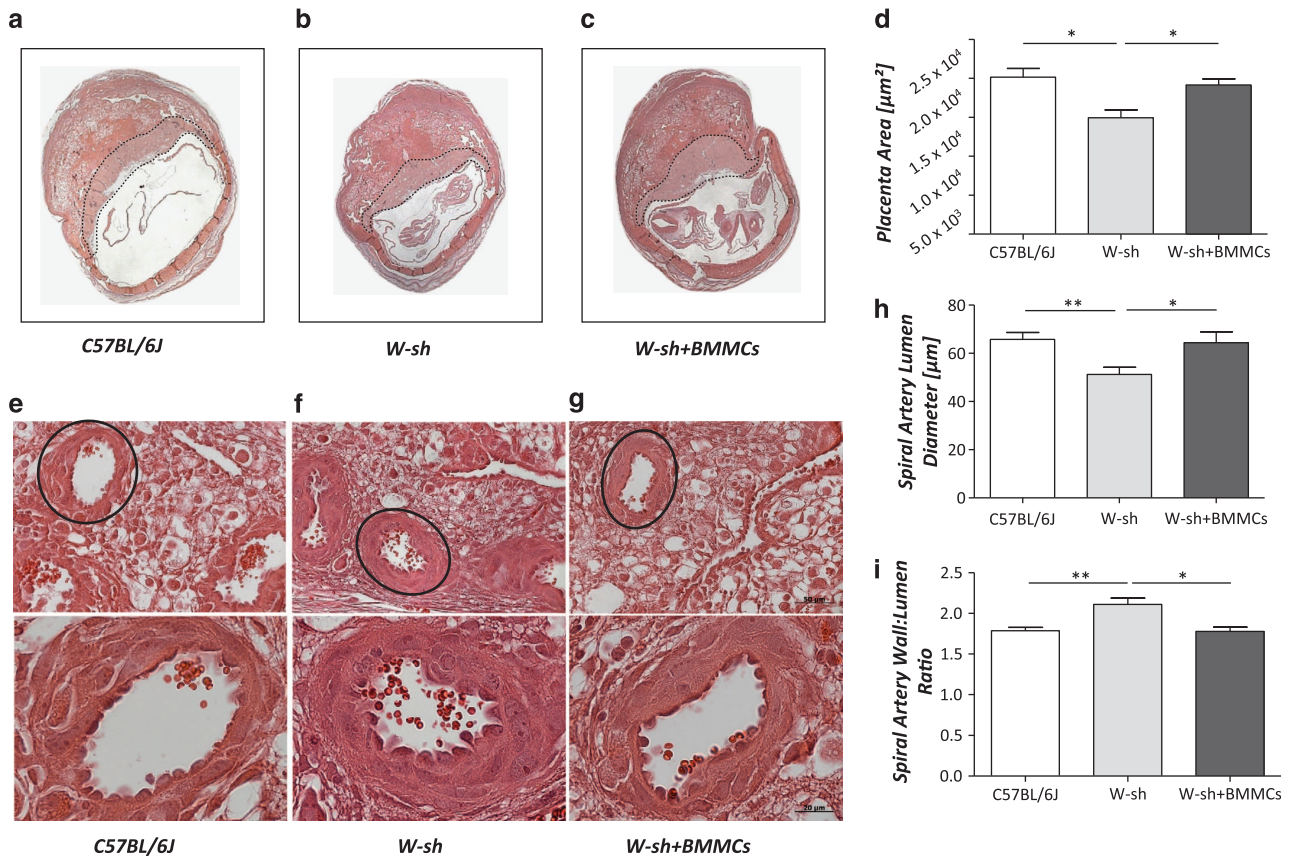 a
b
c
C57BL/6J
W-sh
W-sh+BMMCs
d
Placenta Area [µm²]
2.5 x 10⁴
2.0 x 10⁴
1.5 x 10⁴
1.0 x 10⁴
5.0 x 10³
*
*
C57BL/6J
W-sh
W-sh+BMMCs
e
f
g
50 µm
20 µm
C57BL/6J
W-sh
W-sh+BMMCs
h
Spiral Artery Lumen
Diameter [µm]
80
60
40
20
0
**
*
C57BL/6J
W-sh
W-sh+BMMCs
i
Spiral Artery Wall:Lumen
Ratio
2.5
2.0
1.5
1.0
0.5
0.0
**
*
C57BL/6J
W-sh
W-sh+BMMCs